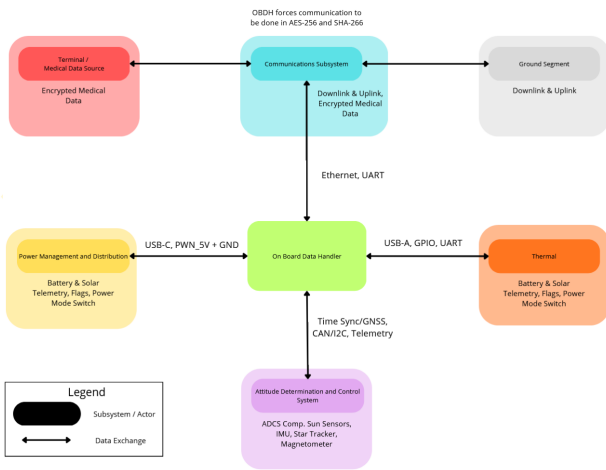 OBDH forces communication to
be done in AES-256 and SHA-266
Terminal /
Medical Data Source
Encrypted Medical
Data
Communications Subsystem
Downlink & Uplink,
Encrypted Medical
Data
Ground Segment
Downlink & Uplink
Ethernet, UART
Power Management and Distribution
Battery & Solar
Telemetry, Flags, Power
Mode Switch
USB-C, PWN_5V + GND
On Board Data Handler
USB-A, GPIO, UART
Thermal
Battery & Solar
Telemetry, Flags, Power
Mode Switch
Time Sync/GNSS,
CAN/I2C, Telemetry
Attitude Determination and Control
System
ADCS Comp. Sun Sensors,
IMU, Star Tracker,
Magnetometer
Legend
Subsystem / Actor
Data Exchange